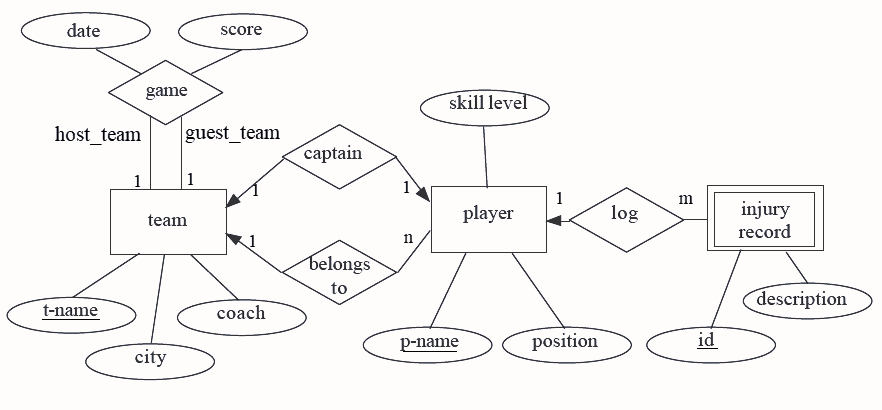 date
score
game
host_team
guest_team
1
1
team
t-name
city
coach
captain
1
1
belongs
to
1
n
skill level
player
p-name
position
1
log
m
injury
record
id
description